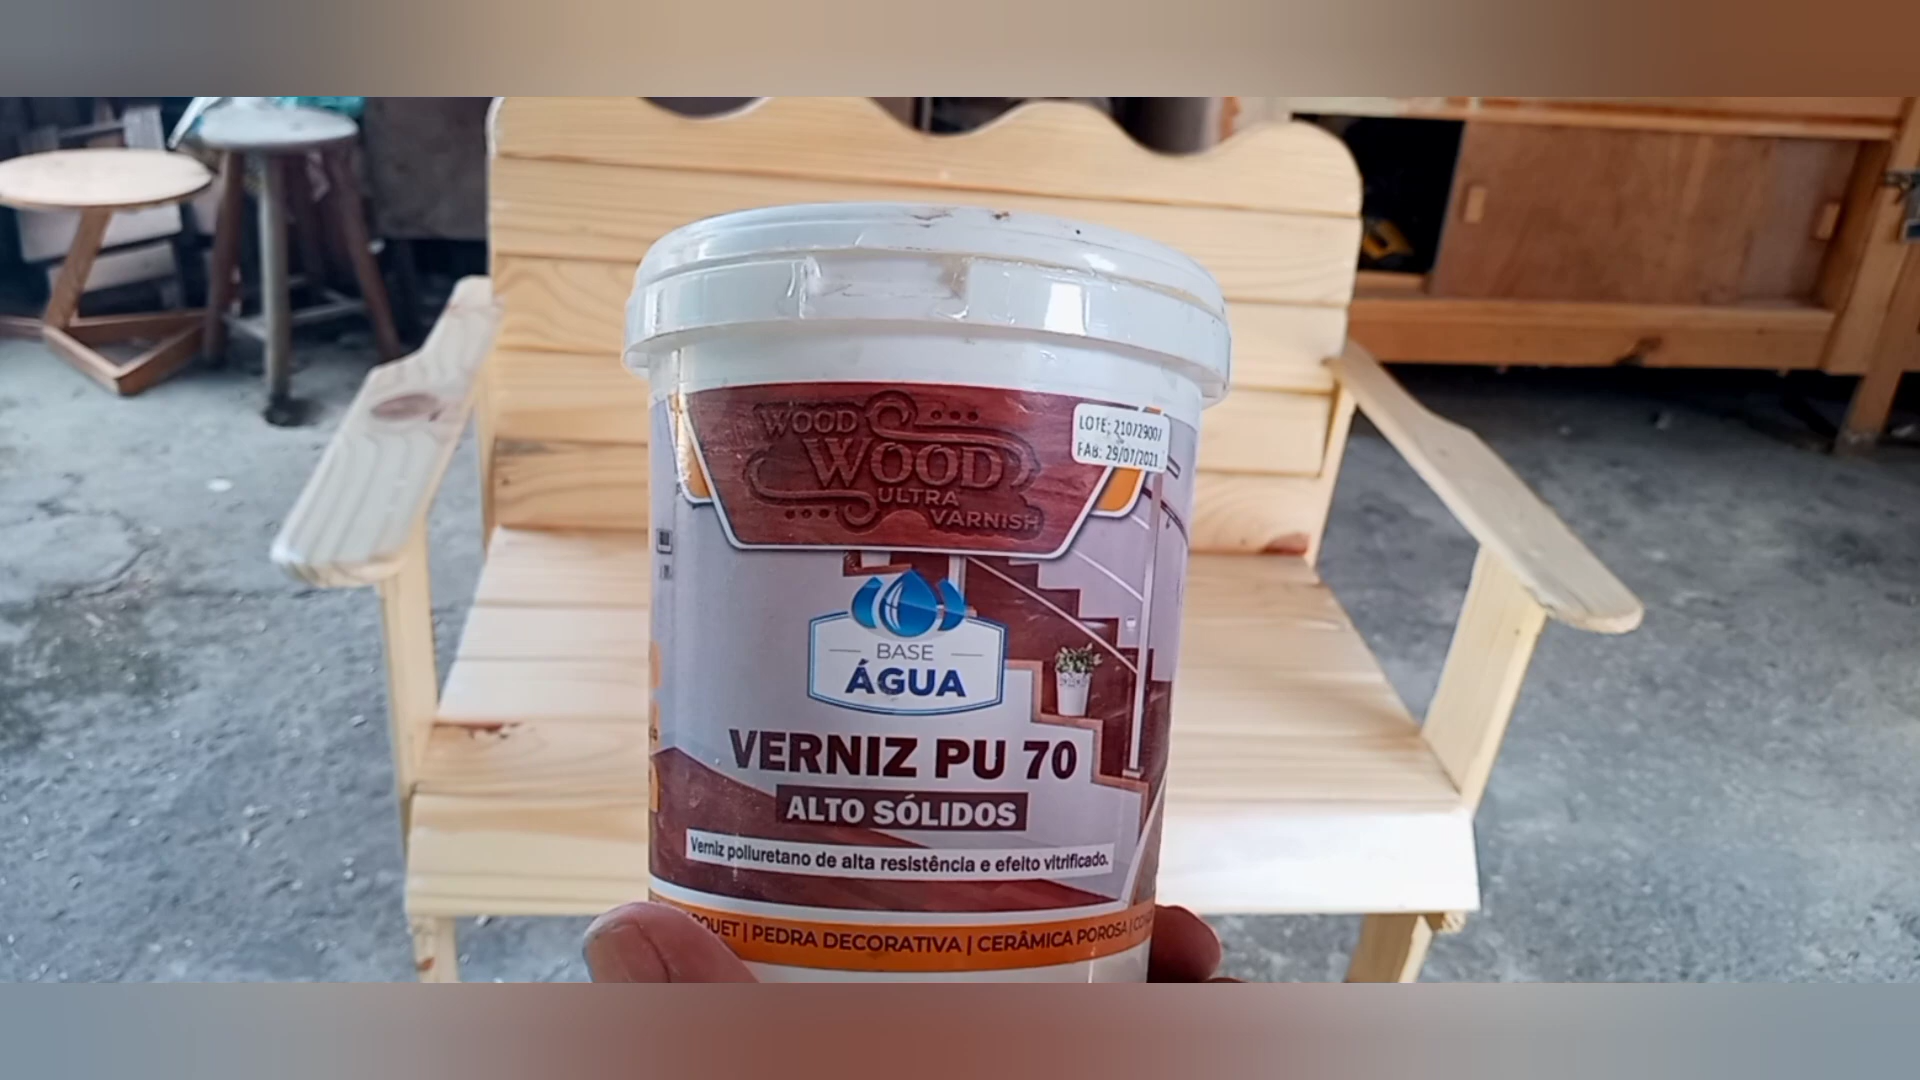 WOOD
WOOD
ULTRA
VARNISH
LOTE: 21072900
FAB: 29/07/2021
BASE
ÁGUA
VERNIZ PU 70
ALTO SÓLIDOS
Verniz poliuretano de alta resistência e efeito vitrificado.
| PEDRA DECORATIVA | CERÂMICA POROSA |